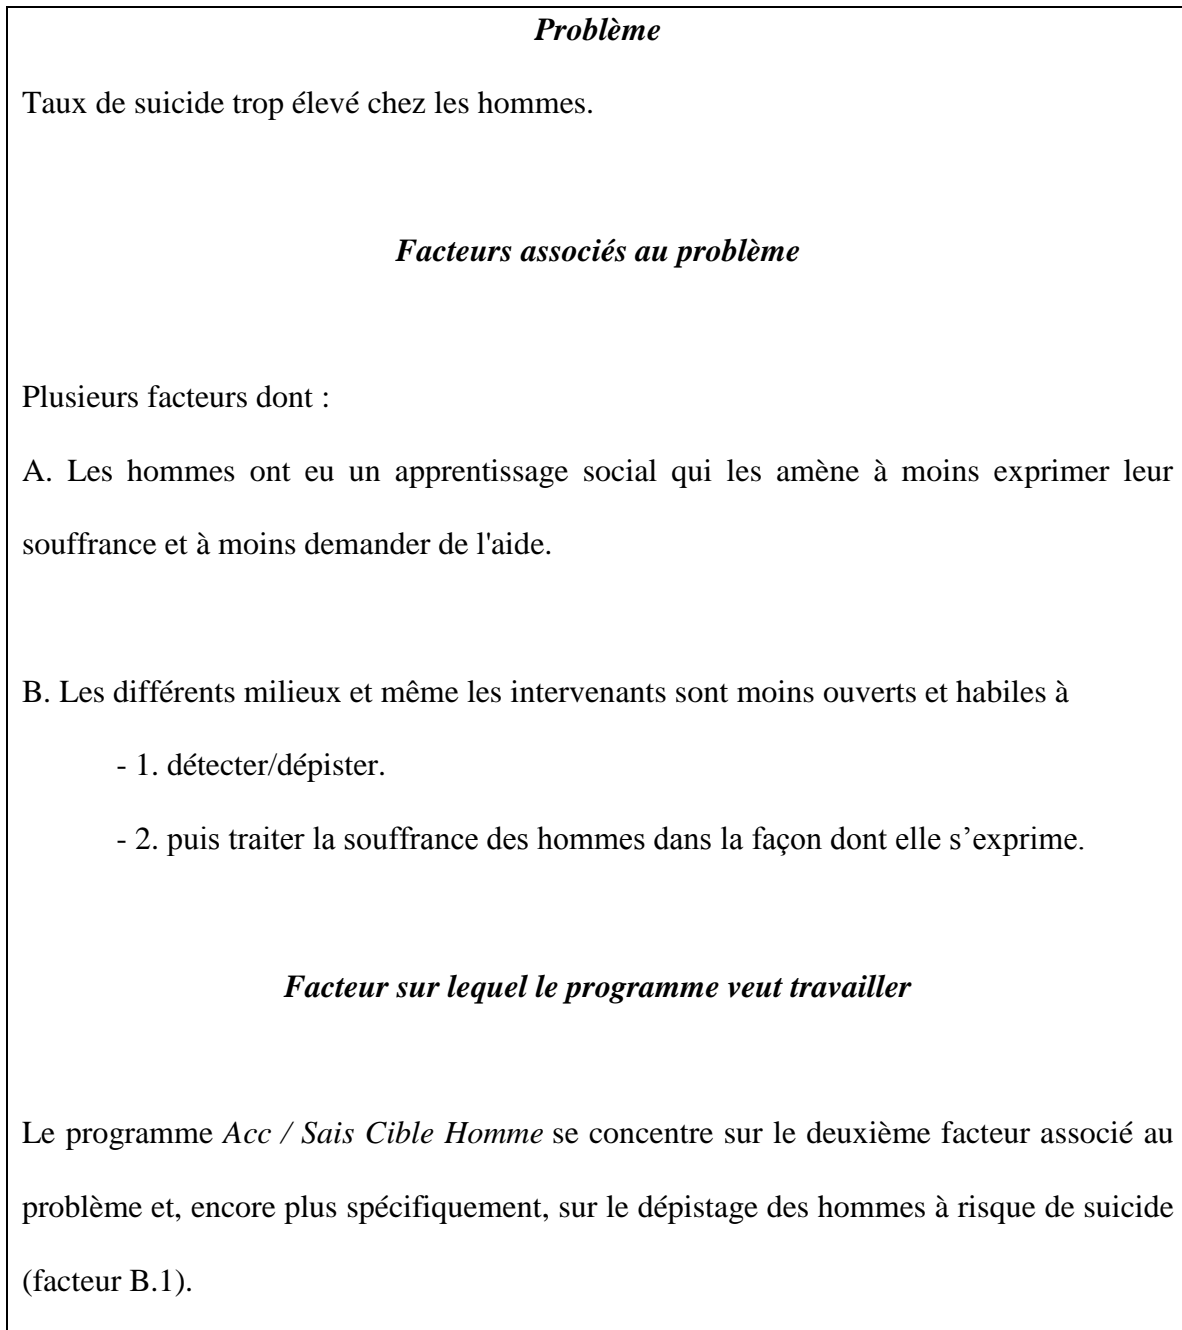 Problème
Taux de suicide trop élevé chez les hommes.
Facteurs associés au problème
Plusieurs facteurs dont :
A. Les hommes ont eu un apprentissage social qui les amène à moins exprimer leur
souffrance et à moins demander de l'aide.
B. Les différents milieux et même les intervenants sont moins ouverts et habiles à
- 1. détecter/dépister.
- 2. puis traiter la souffrance des hommes dans la façon dont elle s’exprime.
Facteur sur lequel le programme veut travailler
Le programme Acc / Sais Cible Homme se concentre sur le deuxième facteur associé au
problème et, encore plus spécifiquement, sur le dépistage des hommes à risque de suicide
(facteur B.1).